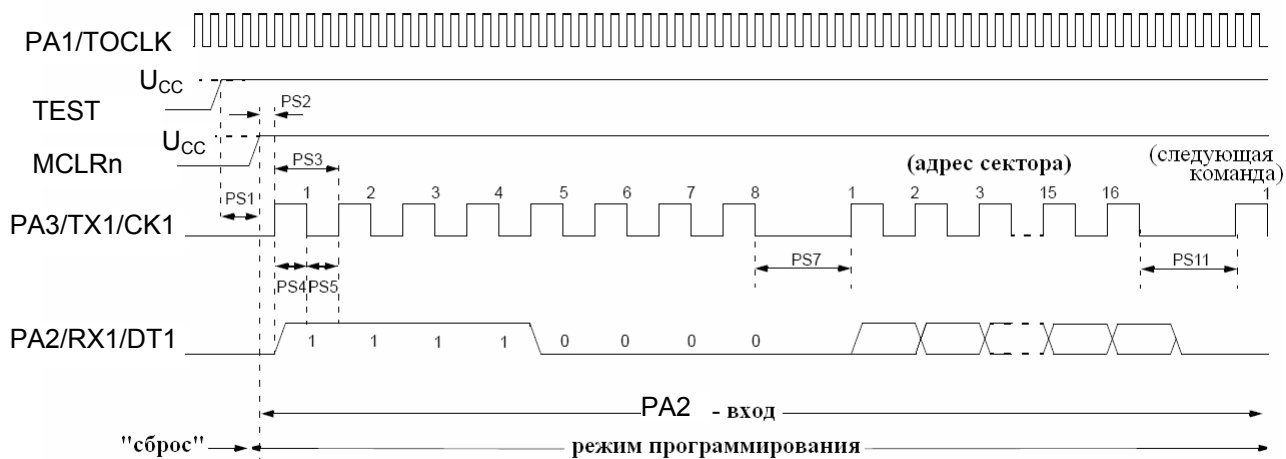 PA1/TOCLK
UCC
PS2
TEST
UCC
MCLRn
PS3
(адрес сектора)
(следующая
команда)
PS1
1 2 3 4 5 6 7 8 1 2 3 15 16 1
PA3/TX1/CK1
PS7
PS11
PS4 PS5
PA2/RX1/DT1
1 1 1 1 0 0 0 0
PA2 - вход
"сброс"
режим программирования